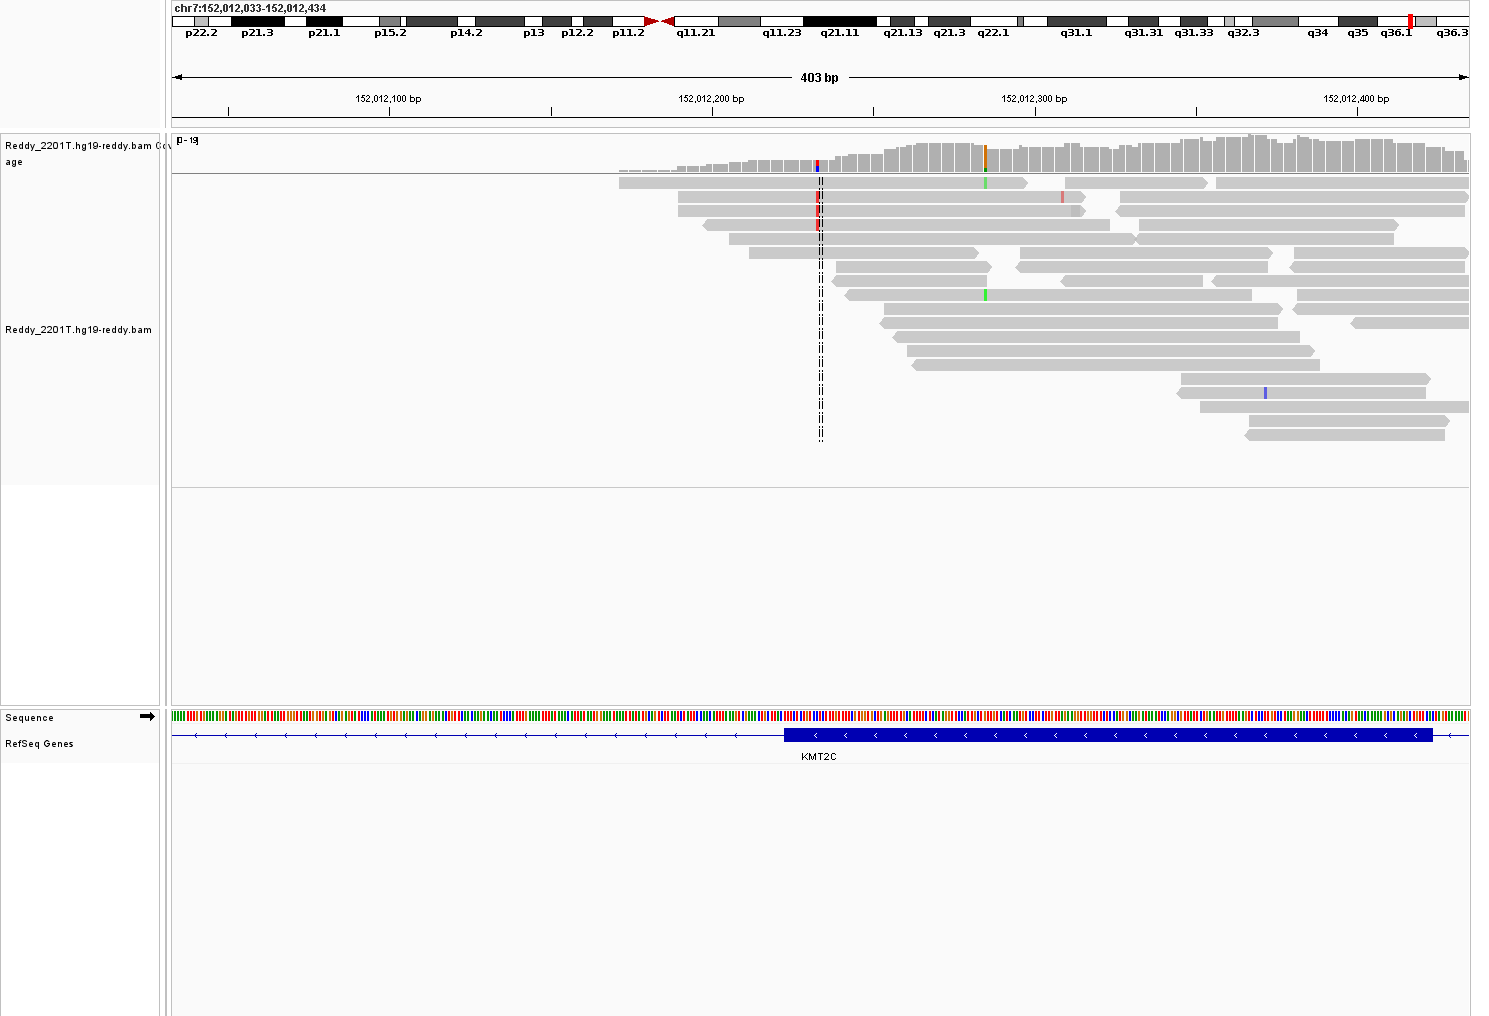 chr7:152,012,033-152,012,434
p22.2 p21.3 p21.1 p15.2 p14.2 p13 p12.2 p11.2 q11.21 q11.23 q21.11 q21.13 q21.3 q22.1 q31.1 q31.31 q31.33 q32.3 q34 q35 q36.1 q36.3
403 bp
152,012,100 bp 152,012,200 bp 152,012,300 bp 152,012,400 bp
[0 - 19]
Reddy_2201T.hg19-reddy.bam Cov
age
Reddy_2201T.hg19-reddy.bam
Sequence
RefSeq Genes
KMT2C